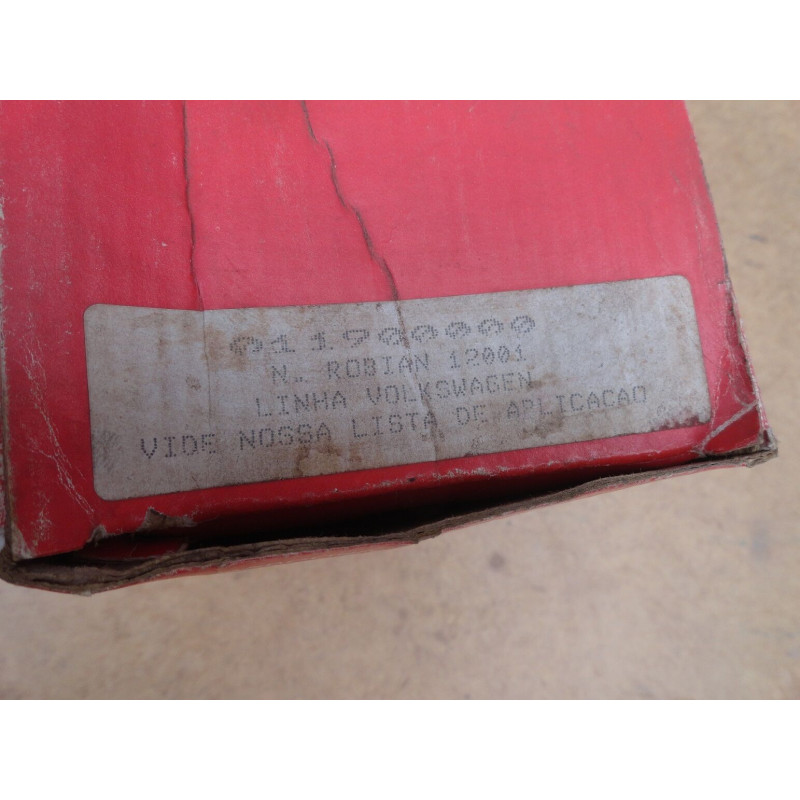 011900000
N.. ROBIAN 12001
LINHA VOLKSWAGEN
VIDE NOSSA LISTA DE APLICACAO